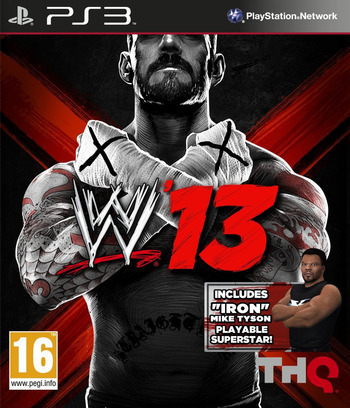 PS3
PlayStation®Network
X X
W'13
INCLUDES
"IRON"
MIKE TYSON
PLAYABLE
SUPERSTAR!
16
www.pegi.info
THQ